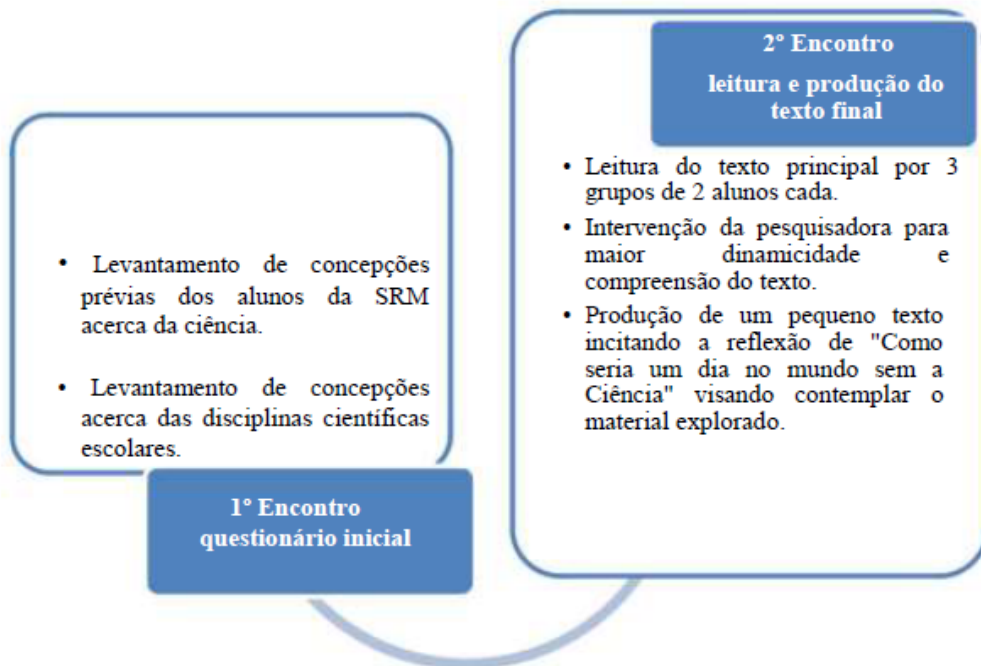 • Levantamento de concepções
prévias dos alunos da SRM
acerca da ciência.
• Levantamento de concepções
acerca das disciplinas científicas
escolares.
1º Encontro
questionário inicial
2º Encontro
leitura e produção do
texto final
• Leitura do texto principal por 3
grupos de 2 alunos cada.
• Intervenção da pesquisadora para
maior dinamicidade e
compreensão do texto.
• Produção de um pequeno texto
incitando a reflexão de "Como
seria um dia no mundo sem a
Ciência" visando contemplar o
material explorado.